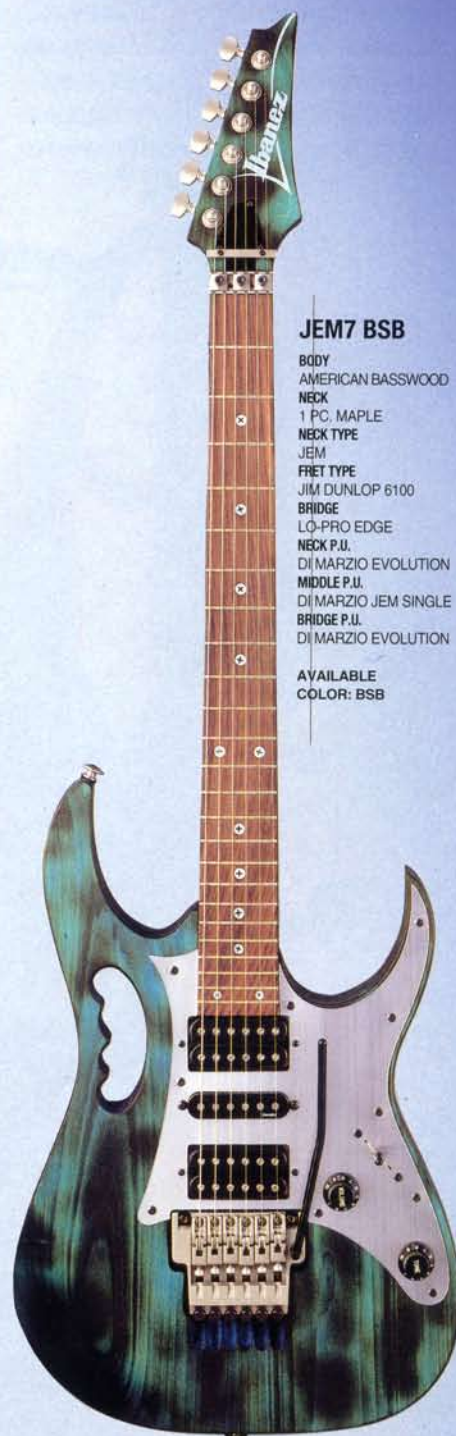 Ibanez
JEM7 BSB
BODY
AMERICAN BASSWOOD
NECK
1 PC. MAPLE
NECK TYPE
JEM
FRET TYPE
JIM DUNLOP 6100
BRIDGE
LO-PRO EDGE
NECK P.U.
DI MARZIO EVOLUTION
MIDDLE P.U.
DI MARZIO JEM SINGLE
BRIDGE P.U.
DI MARZIO EVOLUTION
AVAILABLE
COLOR: BSB